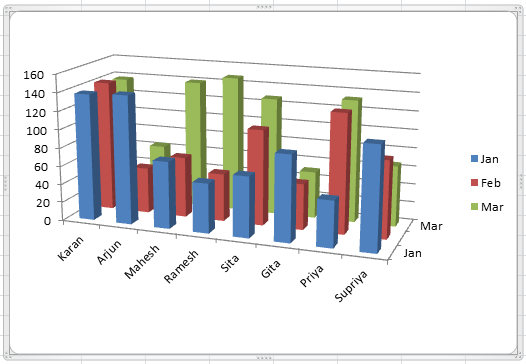 160
140
120
100
80
60
40
20
0
Karan
Arjun
Mahesh
Ramesh
Sita
Gita
Priya
Supriya
Jan
Mar
Jan
Feb
Mar